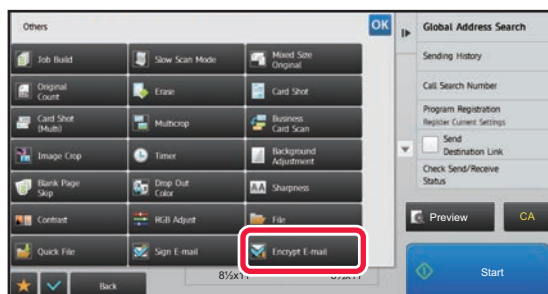 Others
OK
Job Build
Slow Scan Mode
Mixed Size
Original
Original
Count
Erase
Card Shot
Card Shot
(Multi)
Multicrop
Business
Card Scan
Image Crop
Timer
Background
Adjustment
Blank Page
Skip
Drop Out
Color
AA Sharpness
Contrast
RGB Adjust
File
Quick File
Sign E-mail
Encrypt E-mail
Back
8½x11
Global Address Search
Sending History
Call Search Number
Program Registration
Register Current Settings
Send
Destination Link
Check Send/Receive
Status
Preview
CA
Start